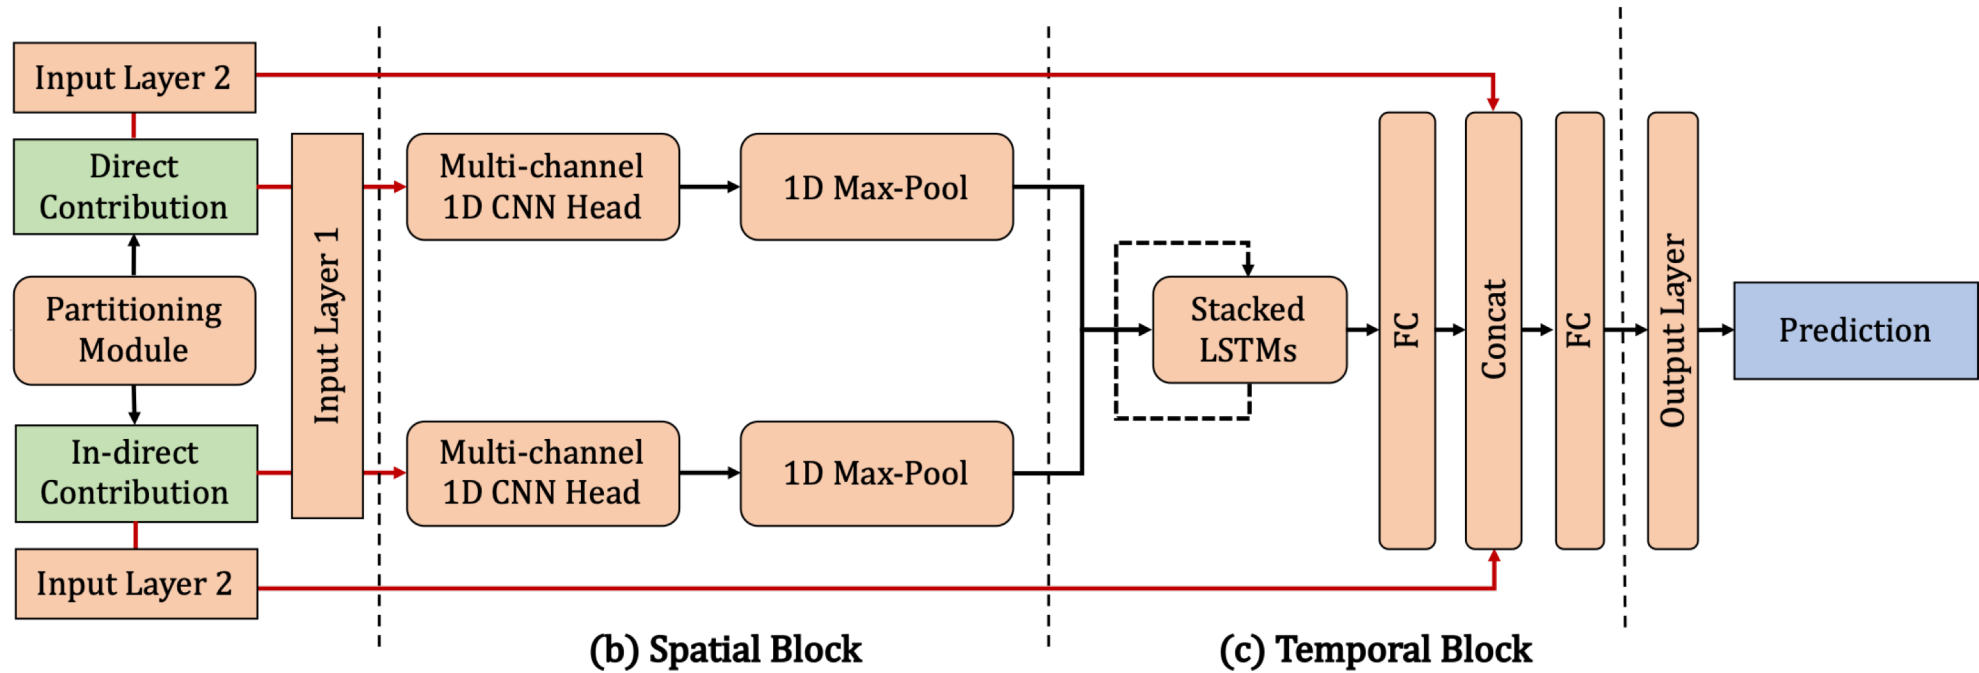 Input Layer 2
Direct
Contribution
Partitioning
Module
In-direct
Contribution
Input Layer 2
Input Layer 1
Multi-channel
1D CNN Head
1D Max-Pool
Multi-channel
1D CNN Head
1D Max-Pool
(b) Spatial Block
Stacked
LSTMs
FC
Concat
FC
(c) Temporal Block
Output Layer
Prediction